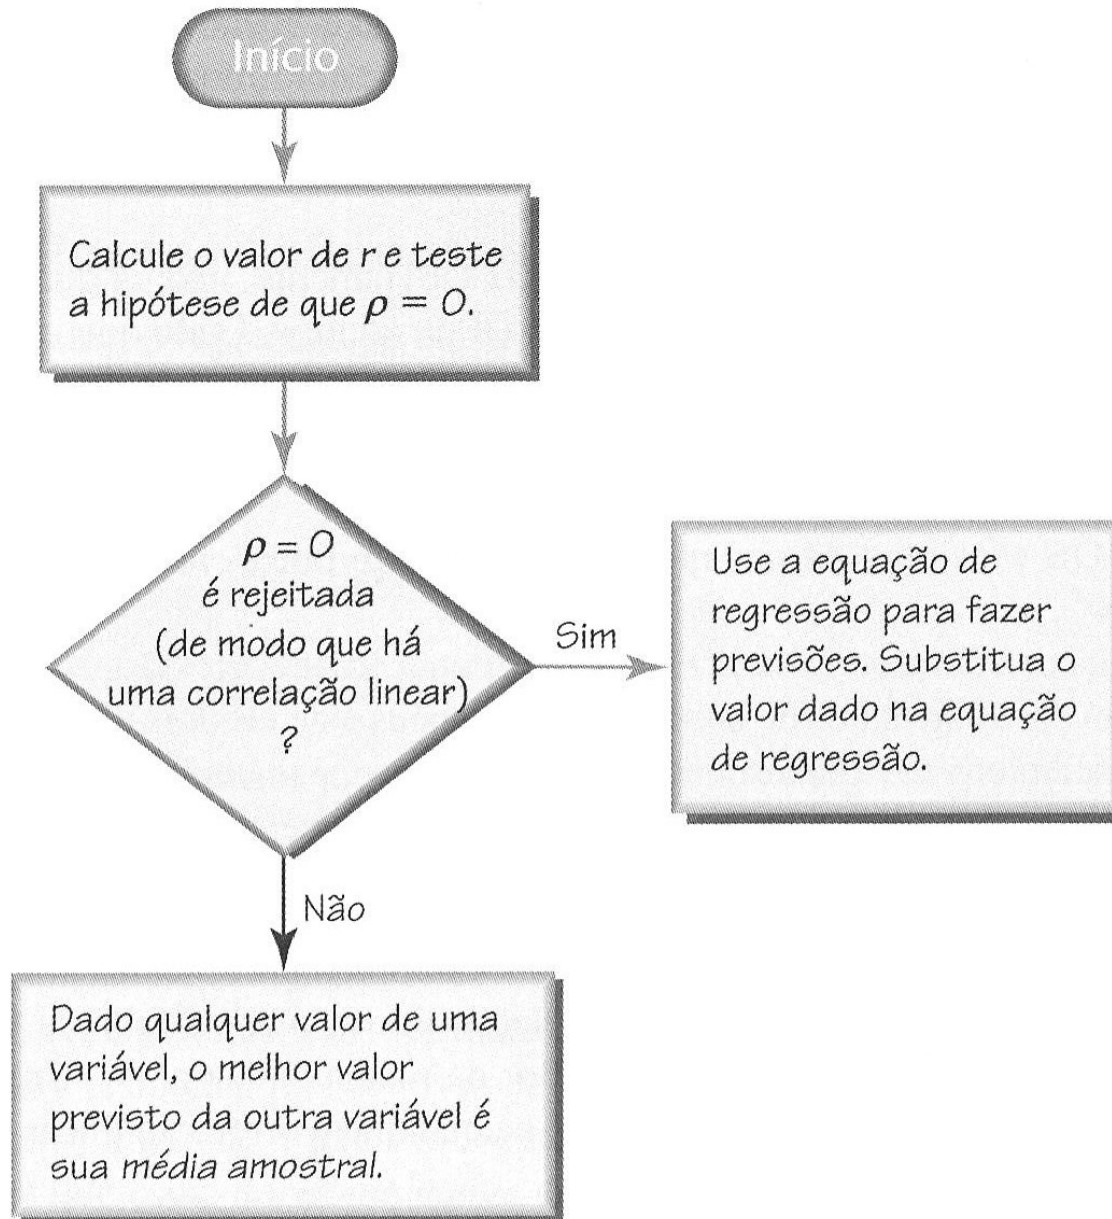 Início
Calcule o valor de r e teste
a hipótese de que ρ = 0.
ρ = 0
é rejeitada
(de modo que há
uma correlação linear)
?
Sim
Use a equação de
regressão para fazer
previsões. Substitua o
valor dado na equação
de regressão.
Não
Dado qualquer valor de uma
variável, o melhor valor
previsto da outra variável é
sua média amostral.